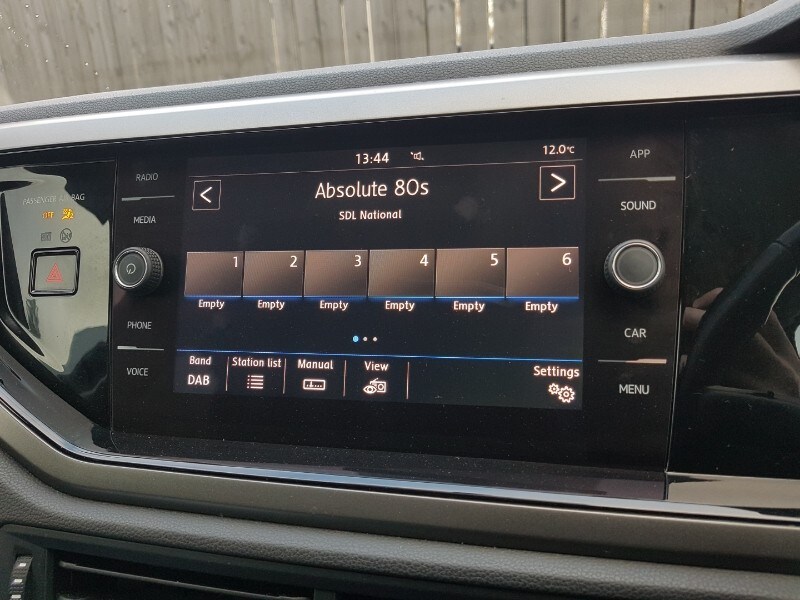 13:44 12.0°C
Absolute 80s
SDL National
1 2 3 4 5 6
Empty Empty Empty Empty Empty Empty
Band Station list Manual View Settings
DAB
PASSENGER AIRBAG
OFF
RADIO
MEDIA
PHONE
VOICE
APP
SOUND
CAR
MENU